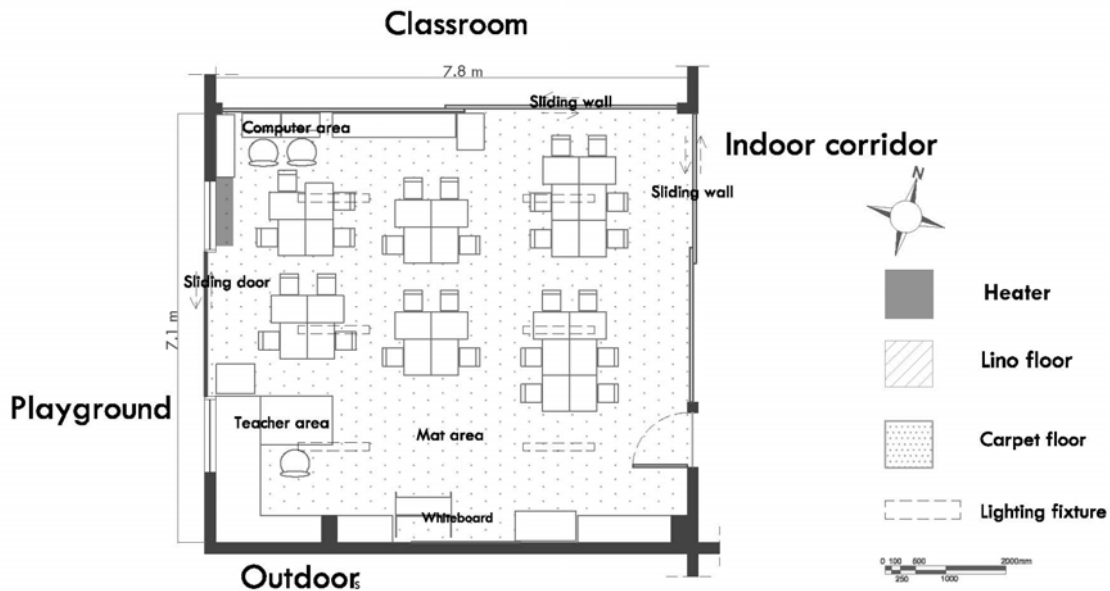 Classroom
7.8 m
Sliding wall
Computer area
Indoor corridor
Sliding wall
N
Sliding door
Heater
7.1 m
Lino floor
Playground
Teacher area
Mat area
Carpet floor
Whiteboard
Lighting fixture
0 100 600 2000mm
250 1000
Outdoors